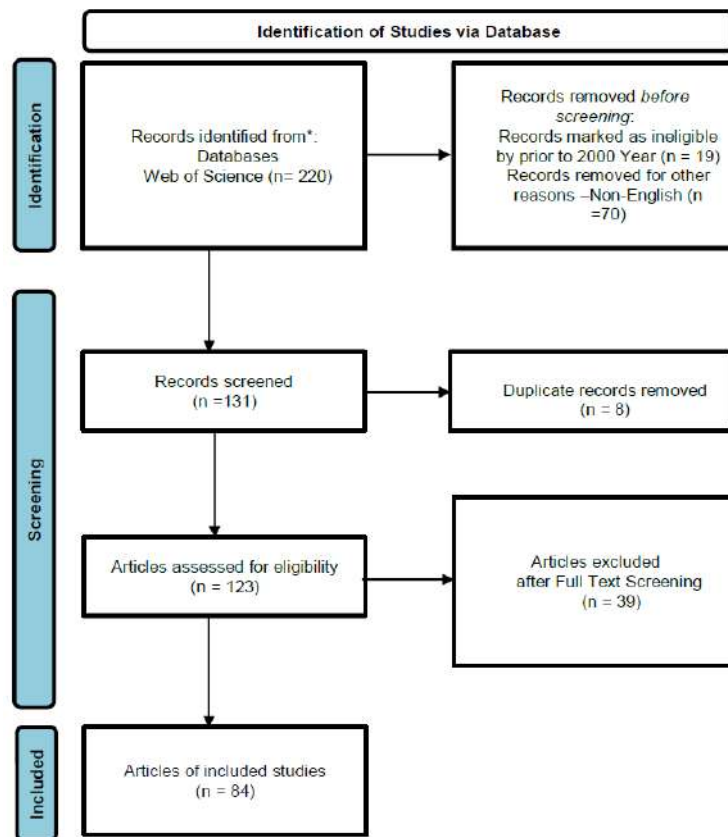 Identification of Studies via Database
Identification
Records identified from*:
Databases
Web of Science (n= 220)
Records removed before
screening:
Records marked as ineligible
by prior to 2000 Year (n = 19)
Records removed for other
reasons –Non-English (n
=70)
Screening
Records screened
(n =131)
Duplicate records removed
(n = 8)
Articles assessed for eligibility
(n = 123)
Articles excluded
after Full Text Screening
(n = 39)
Included
Articles of included studies
(n = 84)